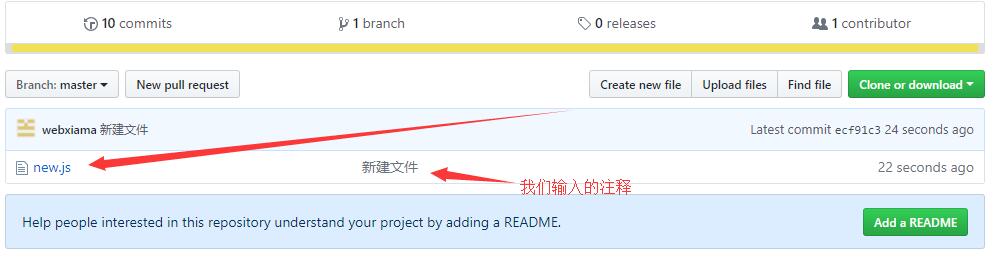 10 commits 1 branch 0 releases 1 contributor
Branch: master New pull request Create new file Upload files Find file Clone or download
webxiama 新建文件 Latest commit ecf91c3 24 seconds ago
new.js 新建文件 22 seconds ago
我们输入的注释
Help people interested in this repository understand your project by adding a README. Add a README